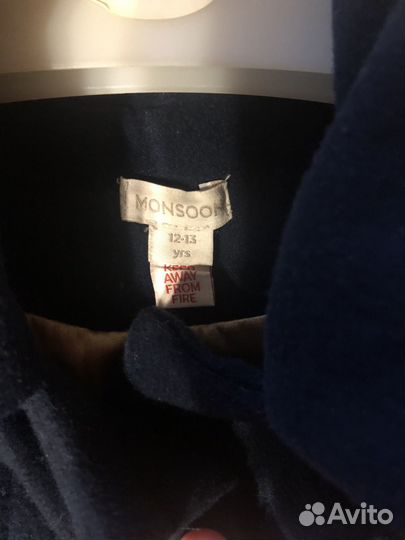 MONSOON
12-13
yrs
KEEP
AWAY
FROM
FIRE
Avito